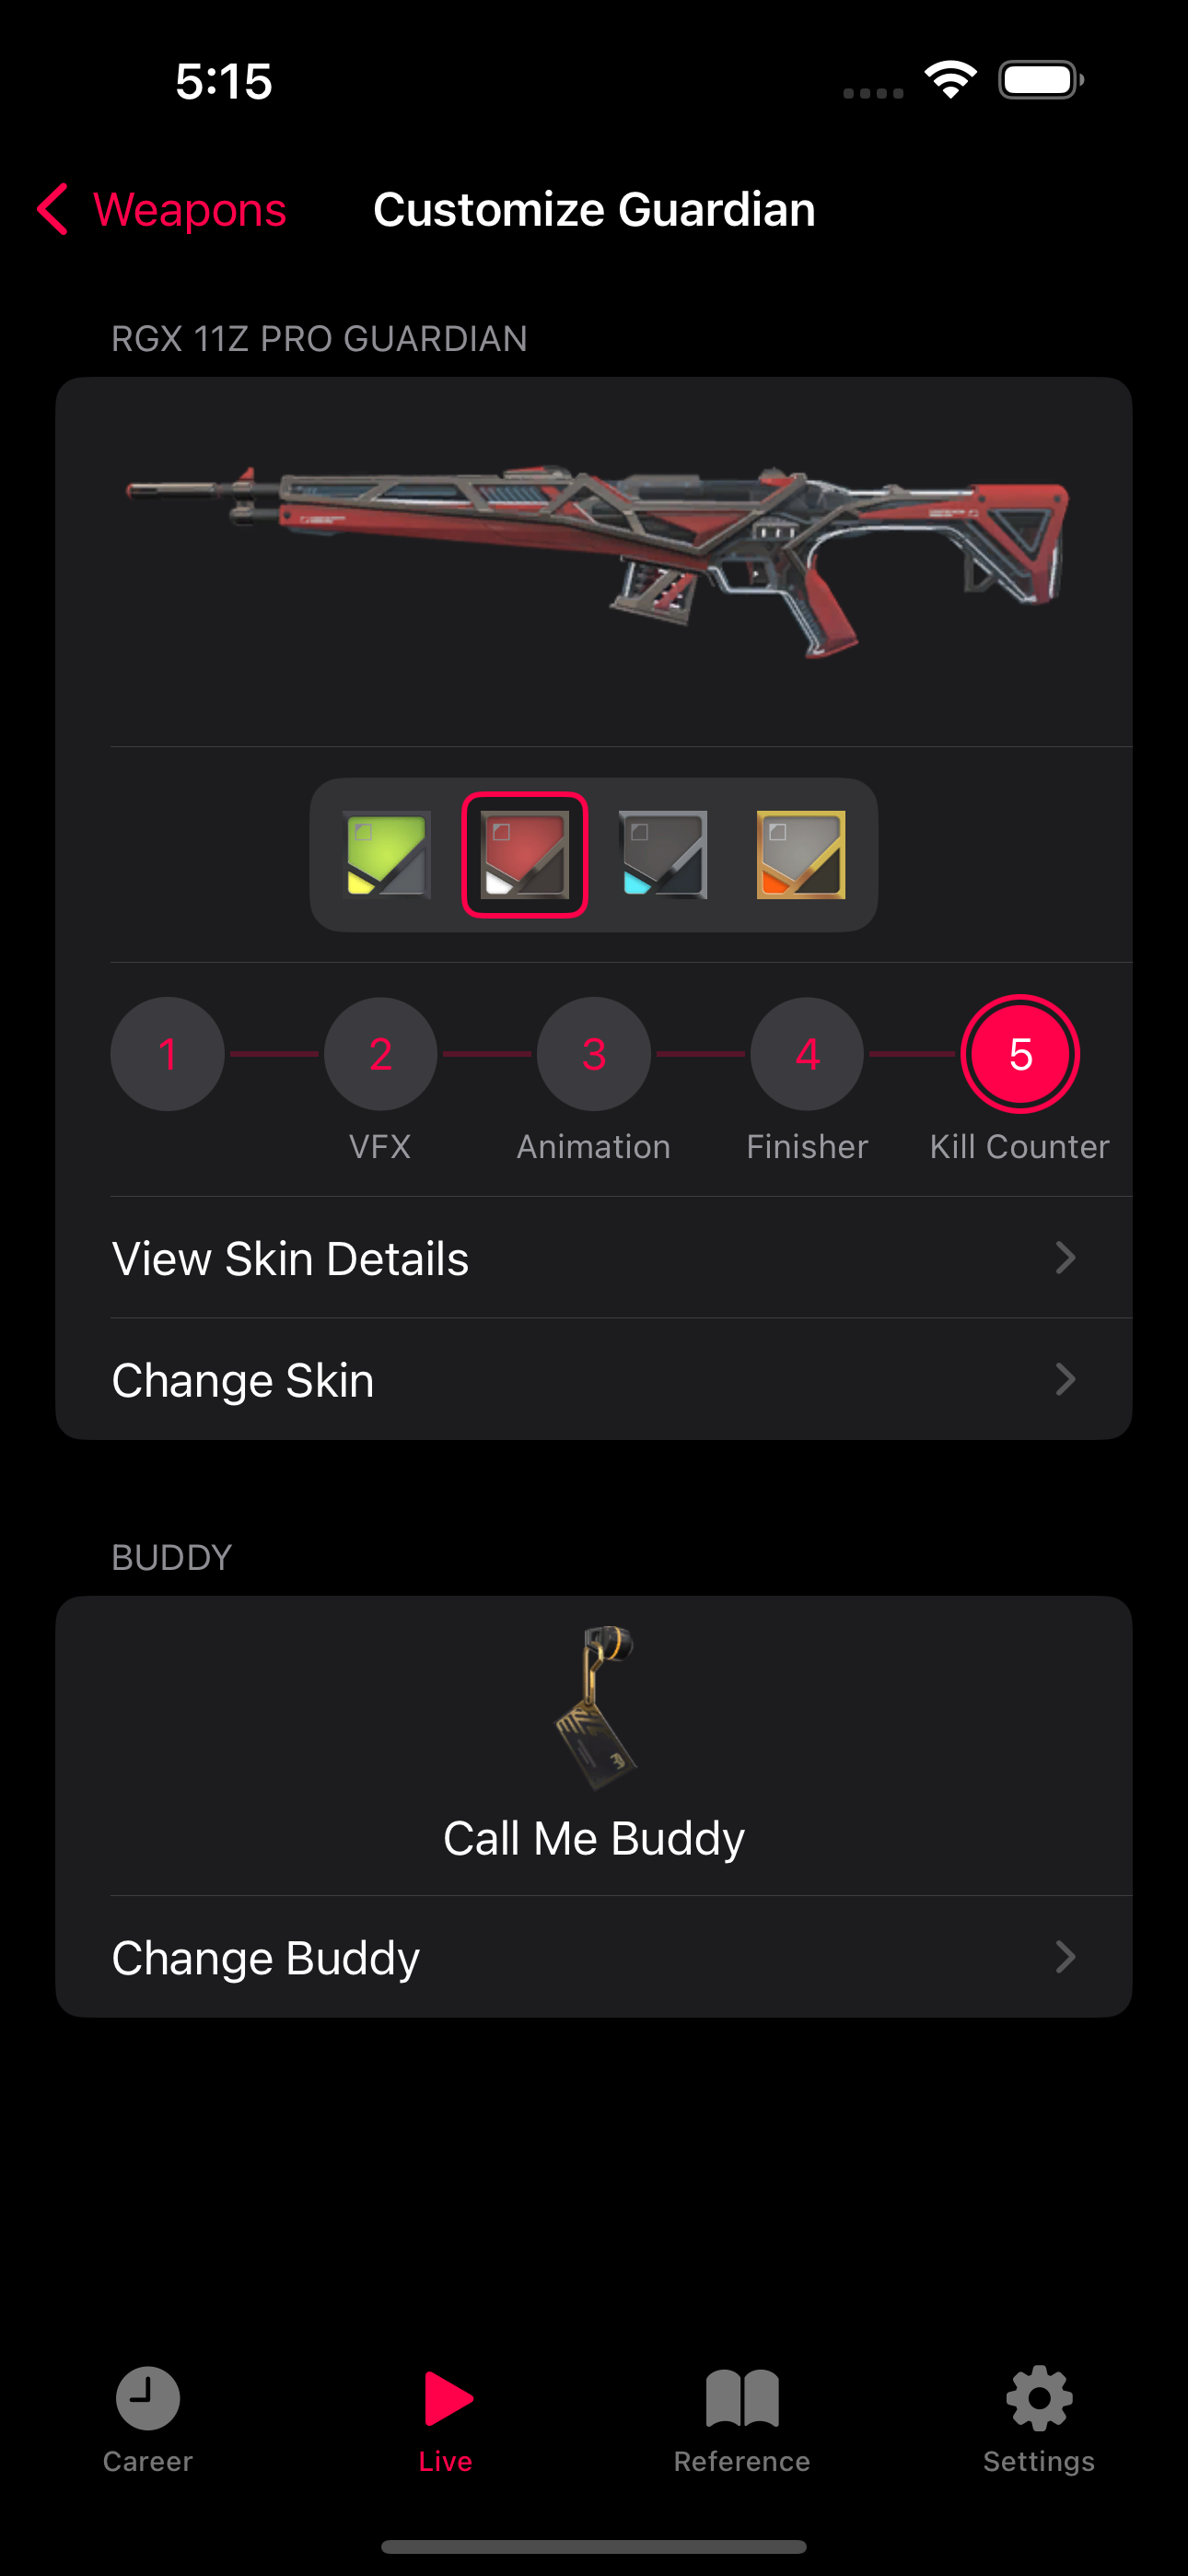 5:15
Weapons
Customize Guardian
RGX 11Z PRO GUARDIAN
1
2
3
4
5
VFX
Animation
Finisher
Kill Counter
View Skin Details
Change Skin
BUDDY
Call Me Buddy
Change Buddy
Career
Live
Reference
Settings